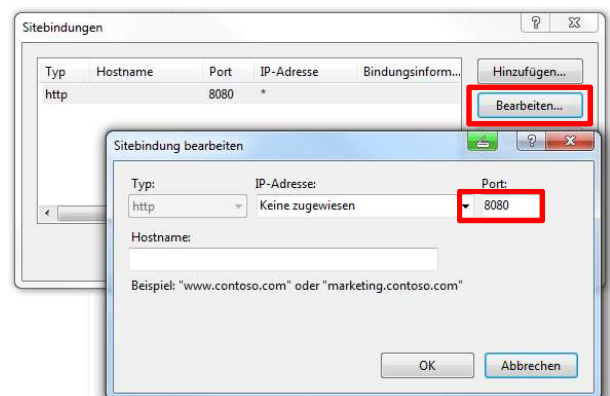 Sitebindungen
Typ Hostname Port IP-Adresse Bindungsinform...
http 8080 *
Hinzufügen...
Bearbeiten...
Sitebindung bearbeiten
Typ: IP-Adresse: Port:
http Keine zugewiesen 8080
Hostname:
Beispiel: "www.contoso.com" oder "marketing.contoso.com"
OK Abbrechen